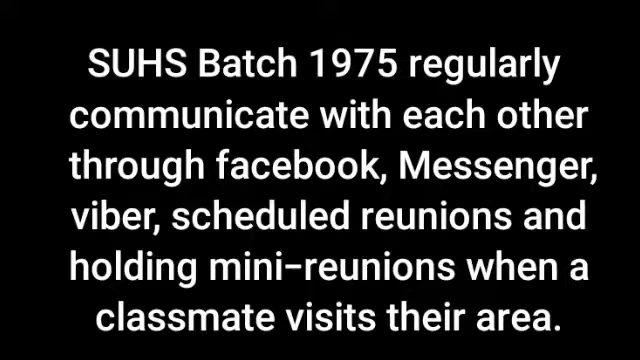 SUHS Batch 1975 regularly
communicate with each other
through facebook, Messenger,
viber, scheduled reunions and
holding mini-reunions when a
classmate visits their area.